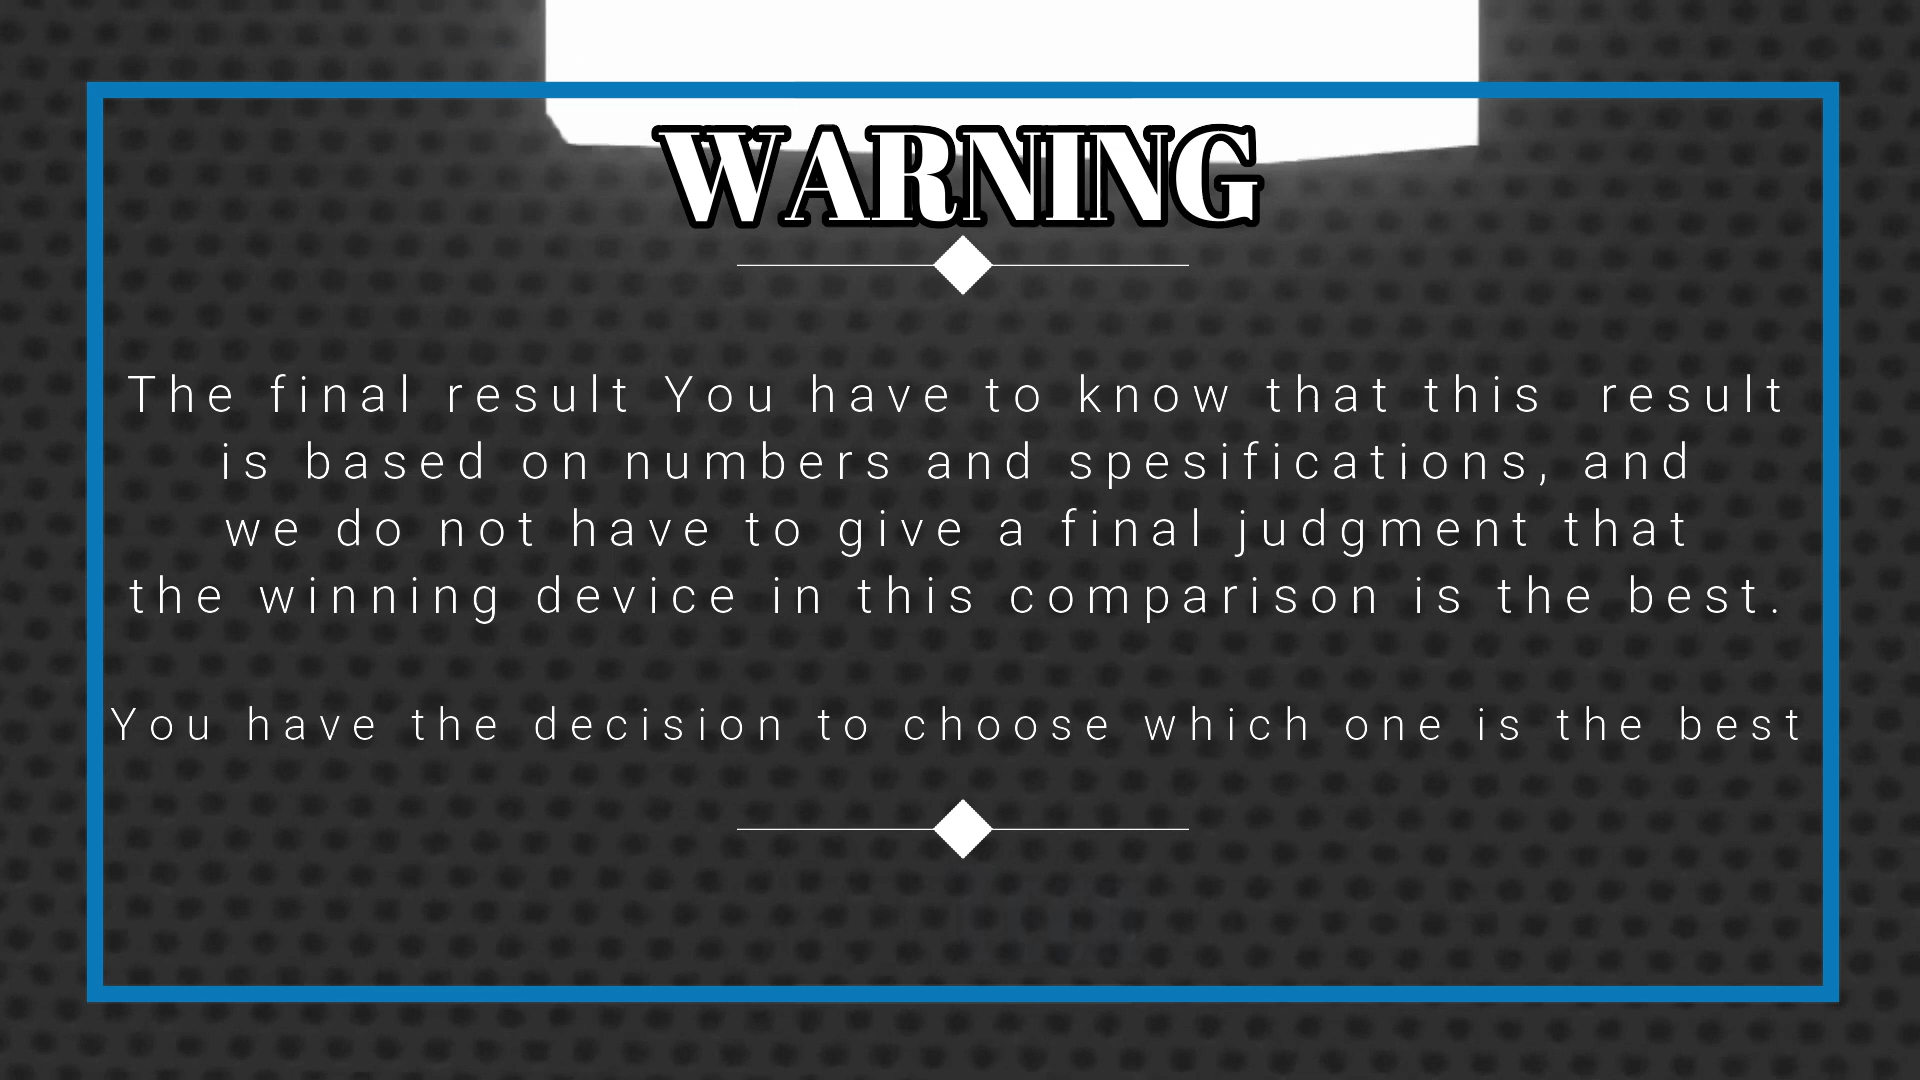 WARNING
The final result You have to know that this result
is based on numbers and spesifications, and
we do not have to give a final judgment that
the winning device in this comparison is the best.
You have the decision to choose which one is the best